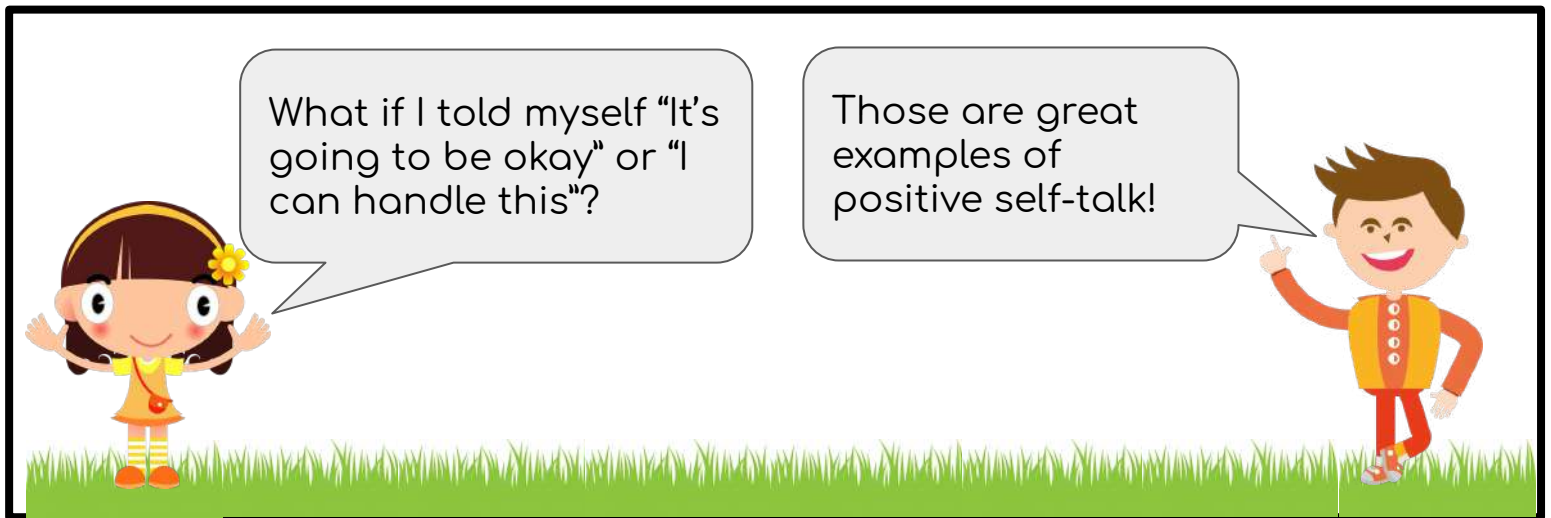 What if I told myself “It’s
going to be okay” or “I
can handle this”?
Those are great
examples of
positive self-talk!